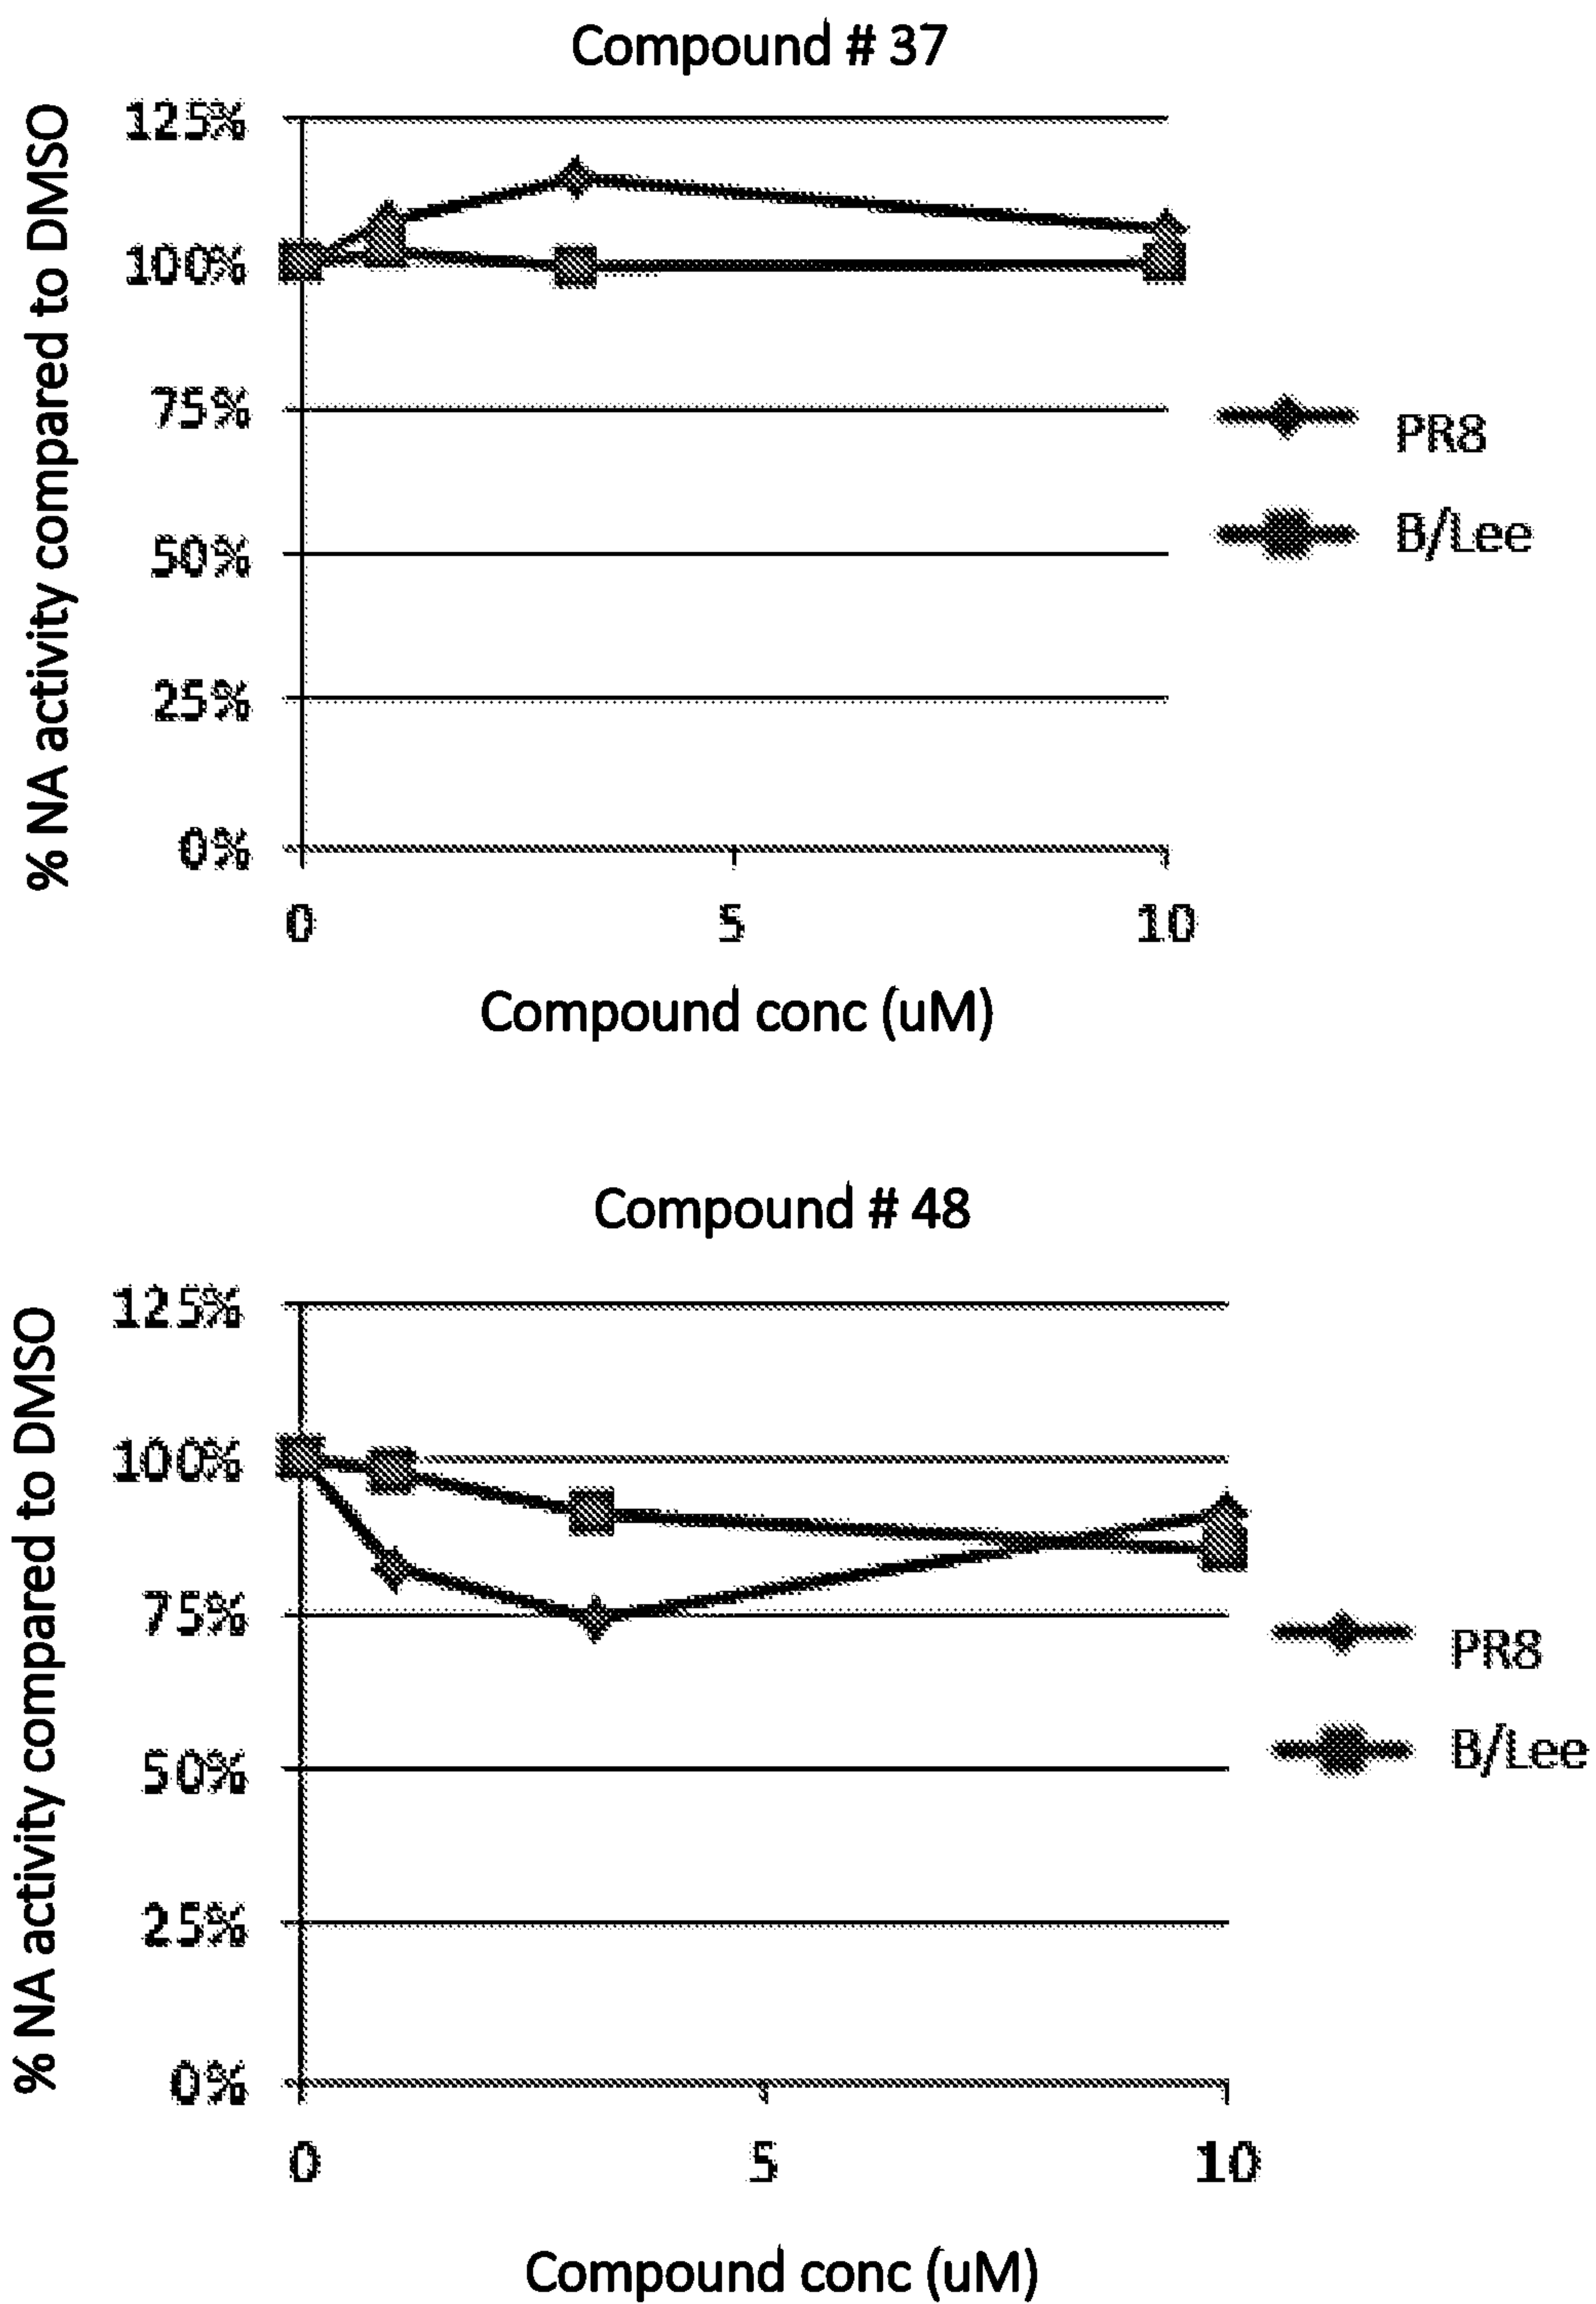 Compound # 37
% NA activity compared to DMSO
125%
100%
75%
50%
25%
0%
0 5 10
Compound conc (uM)
PR8
B/Lee
Compound # 48
% NA activity compared to DMSO
125%
100%
75%
50%
25%
0%
0 5 10
Compound conc (uM)
PR8
B/Lee